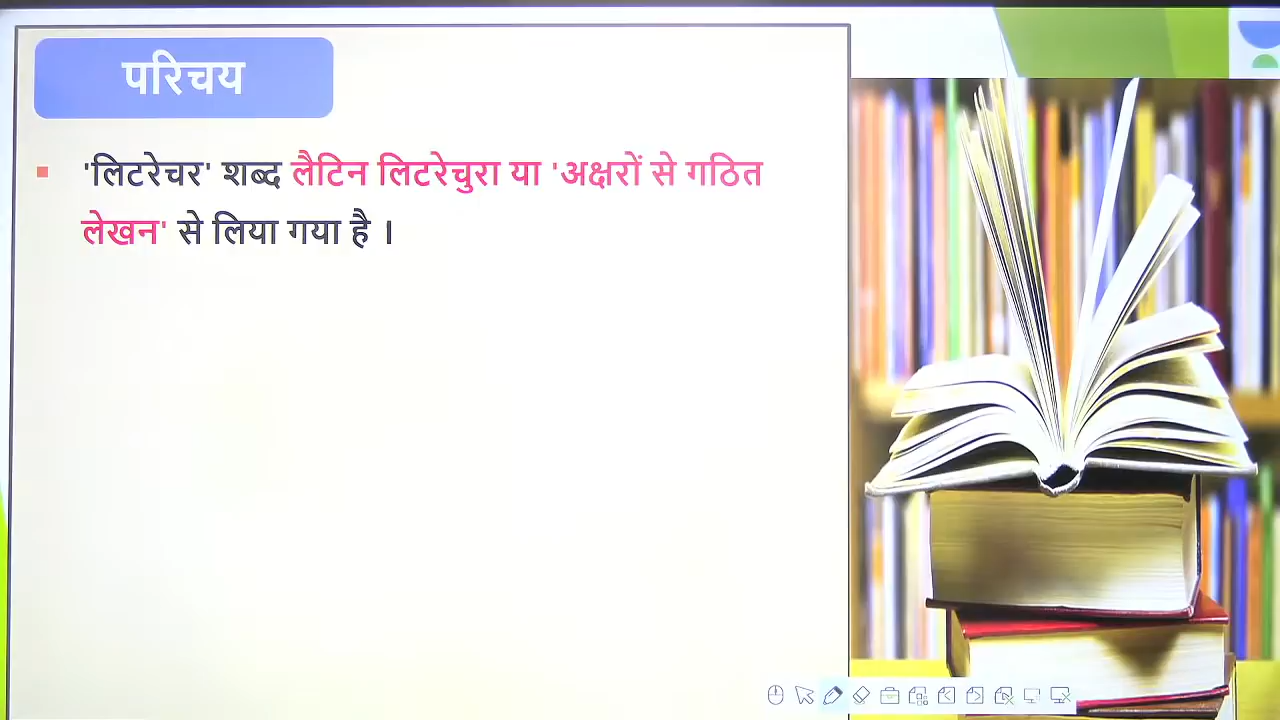 परिचय
'लिटरेचर' शब्द लैटिन लिटरेचुरा या 'अक्षरों से गठित
लेखन' से लिया गया है ।